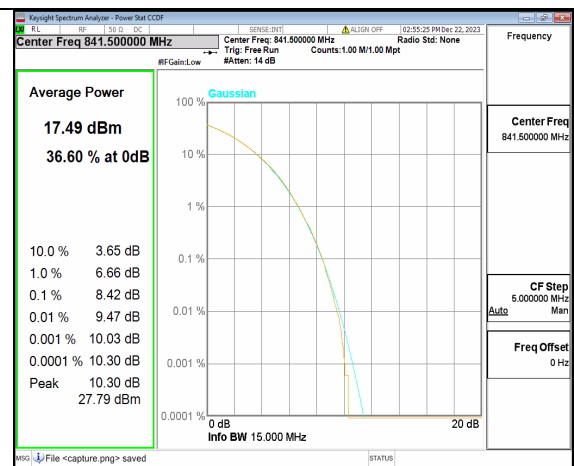 Keysight Spectrum Analyzer - Power Stat CCDF
RL RF 50 Ω DC SENSE:INT ALIGN OFF 02:55:25 PM Dec 22, 2023
Center Freq 841.500000 MHz
Center Freq: 841.500000 MHz Radio Std: None
Trig: Free Run Counts:1.00 M/1.00 Mpt
#IFGain:Low #Atten: 14 dB
Frequency
Average Power
17.49 dBm
36.60 % at 0dB
10.0 % 3.65 dB
1.0 % 6.66 dB
0.1 % 8.42 dB
0.01 % 9.47 dB
0.001 % 10.03 dB
0.0001 % 10.30 dB
Peak 10.30 dB
27.79 dBm
Gaussian
100 %
10 %
1 %
0.1 %
0.01 %
0.001 %
0.0001 %
0 dB 20 dB
Info BW 15.000 MHz
Center Freq
841.500000 MHz
CF Step
5.000000 MHz
Auto Man
Freq Offset
0 Hz
MSG File <capture.png> saved STATUS